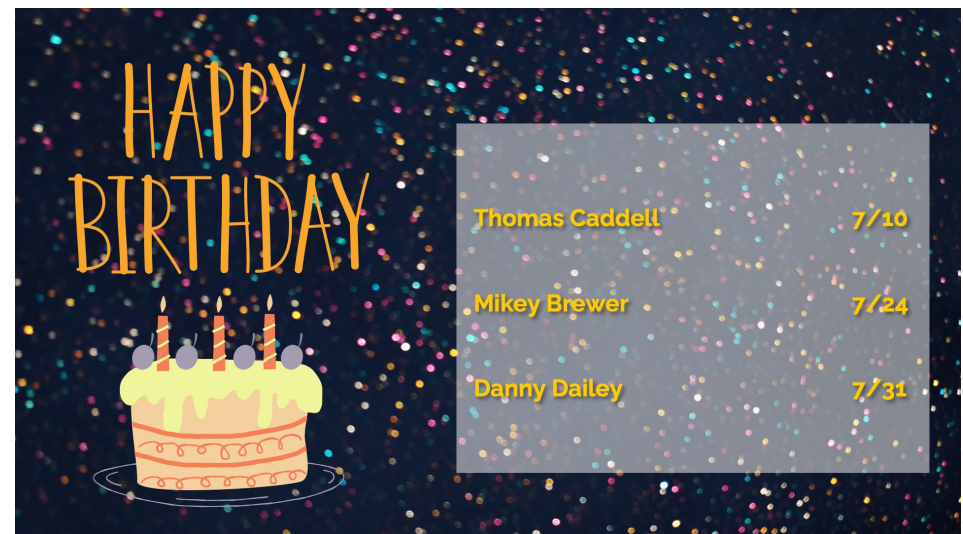 HAPPY
BIRTHDAY
Thomas Caddell 7/10
Mikey Brewer 7/24
Danny Dailey 7/31